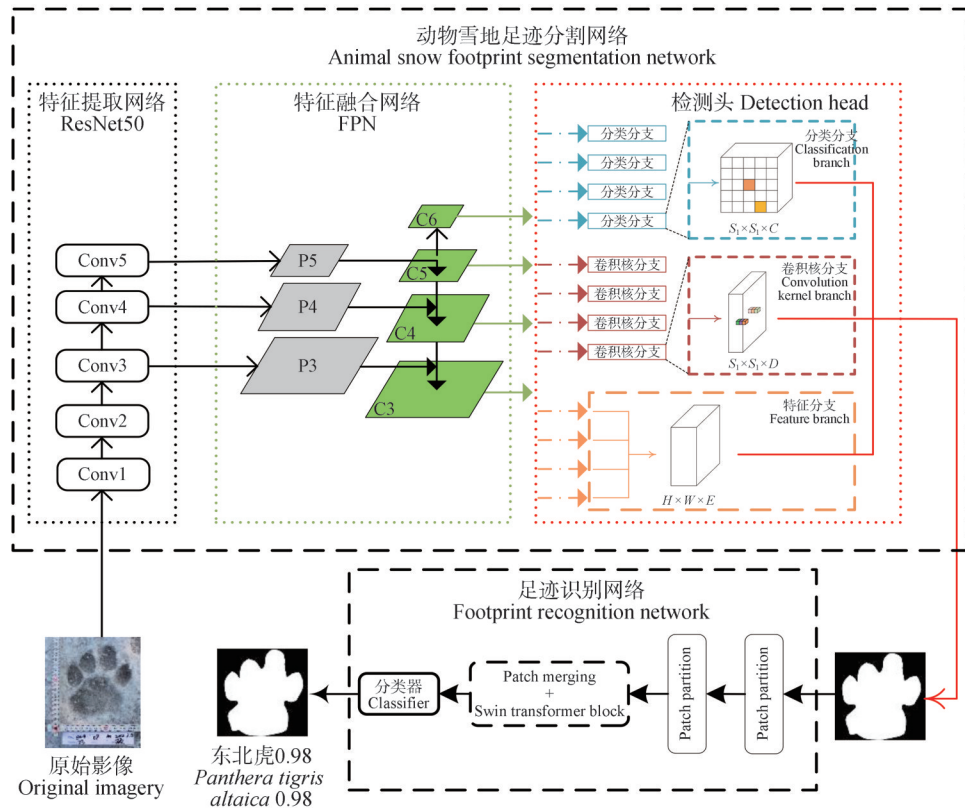 动物雪地足迹分割网络
Animal snow footprint segmentation network
特征提取网络
ResNet50
Conv5
Conv4
Conv3
Conv2
Conv1
特征融合网络
FPN
P5
P4
P3
C6
C5
C4
C3
检测头 Detection head
分类分支
分类分支
分类分支
分类分支
分类分支
Classification
branch
S₁×S₁×C
卷积核分支
卷积核分支
卷积核分支
卷积核分支
卷积核分支
Convolution
kernel branch
S₁×S₁×D
特征分支
Feature branch
H×W×E
原始影像
Original imagery
足迹识别网络
Footprint recognition network
Patch partition
Patch partition
Patch merging
+
Swin transformer block
分类器
Classifier
东北虎0.98
Panthera tigris
altaica 0.98